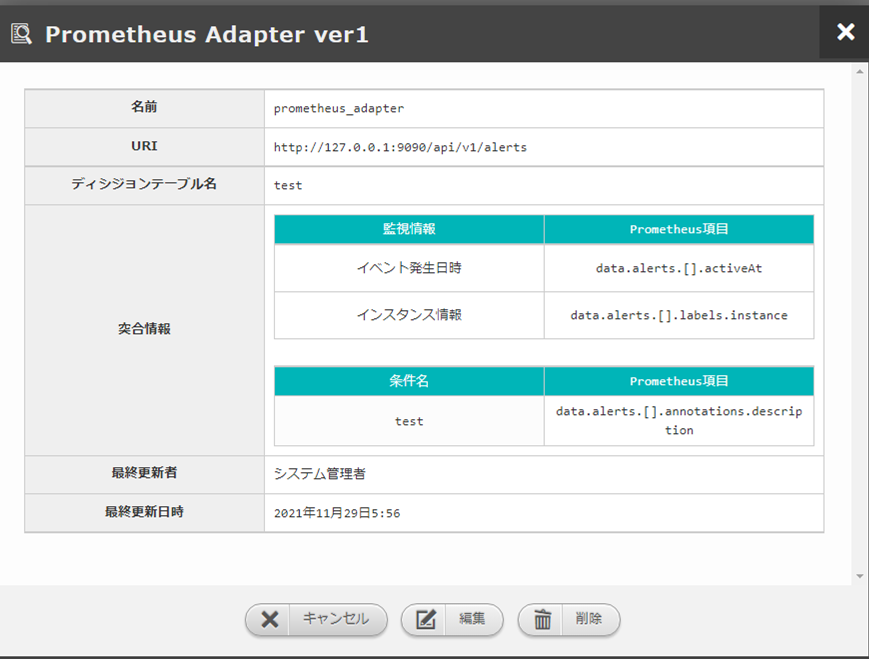 Prometheus Adapter ver1
名前
prometheus_adapter
URI
http://127.0.0.1:9090/api/v1/alerts
ディシジョンテーブル名
test
突合情報
監視情報
Prometheus項目
イベント発生日時
data.alerts.[].activeAt
インスタンス情報
data.alerts.[].labels.instance
条件名
Prometheus項目
test
data.alerts.[].annotations.descrip
tion
最終更新者
システム管理者
最終更新日時
2021年11月29日5:56
キャンセル
編集
削除